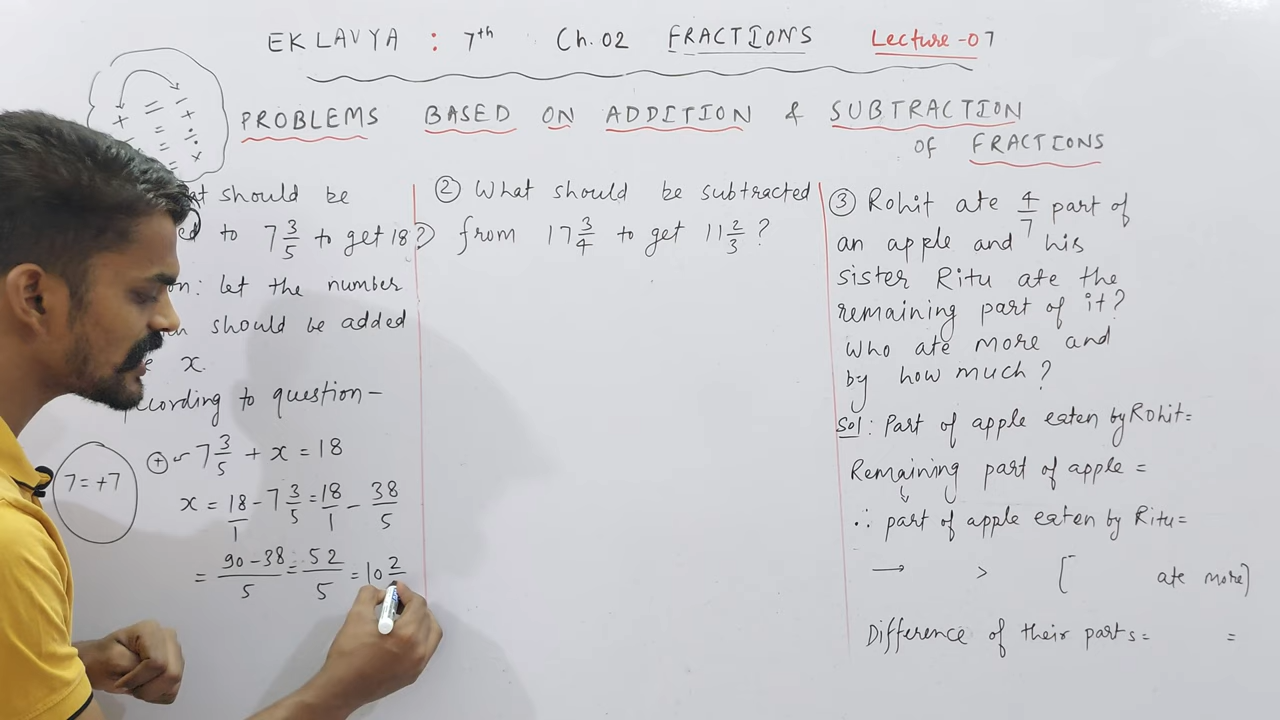 EKLAVYA : 7th Ch. 02 FRACTIONS Lecture-07
PROBLEMS BASED ON ADDITION & SUBTRACTION
OF FRACTIONS
should be
to 7 3/5 to get 18?
let the number
should be added
x.
According to question-
7 3/5 + x = 18
7 = +7
x = 18/1 - 7 3/5 = 18/1 - 38/5
= 90-38/5 = 52/5 = 10 2
② What should be subtracted
from 17 3/4 to get 11 2/3 ?
③ Rohit ate 4/7 part of
an apple and his
sister Ritu ate the
remaining part of it?
Who ate more and
by how much?
Sol: Part of apple eaten by Rohit=
Remaining part of apple =
∴ part of apple eaten by Ritu=
→ > [ ate more]
Difference of their parts= =